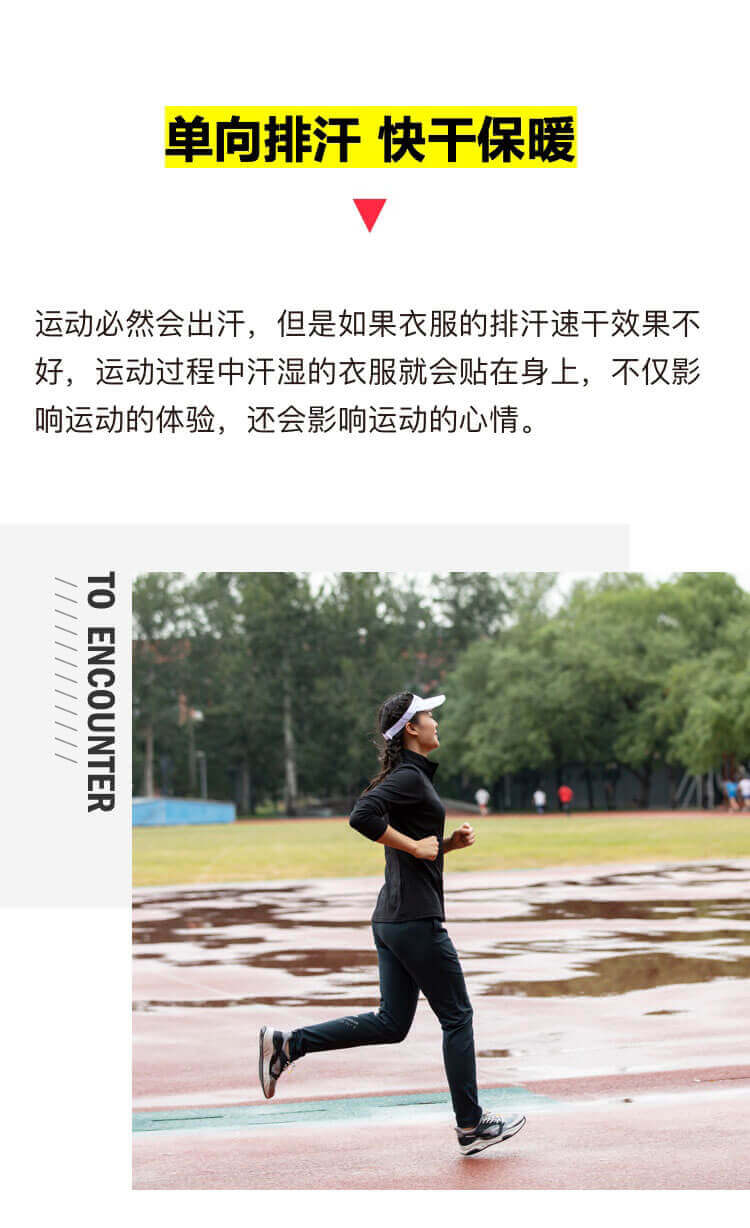 单向排汗 快干保暖
运动必然会出汗，但是如果衣服的排汗速干效果不
好，运动过程中汗湿的衣服就会贴在身上，不仅影
响运动的体验，还会影响运动的心情。
TO ENCOUNTER